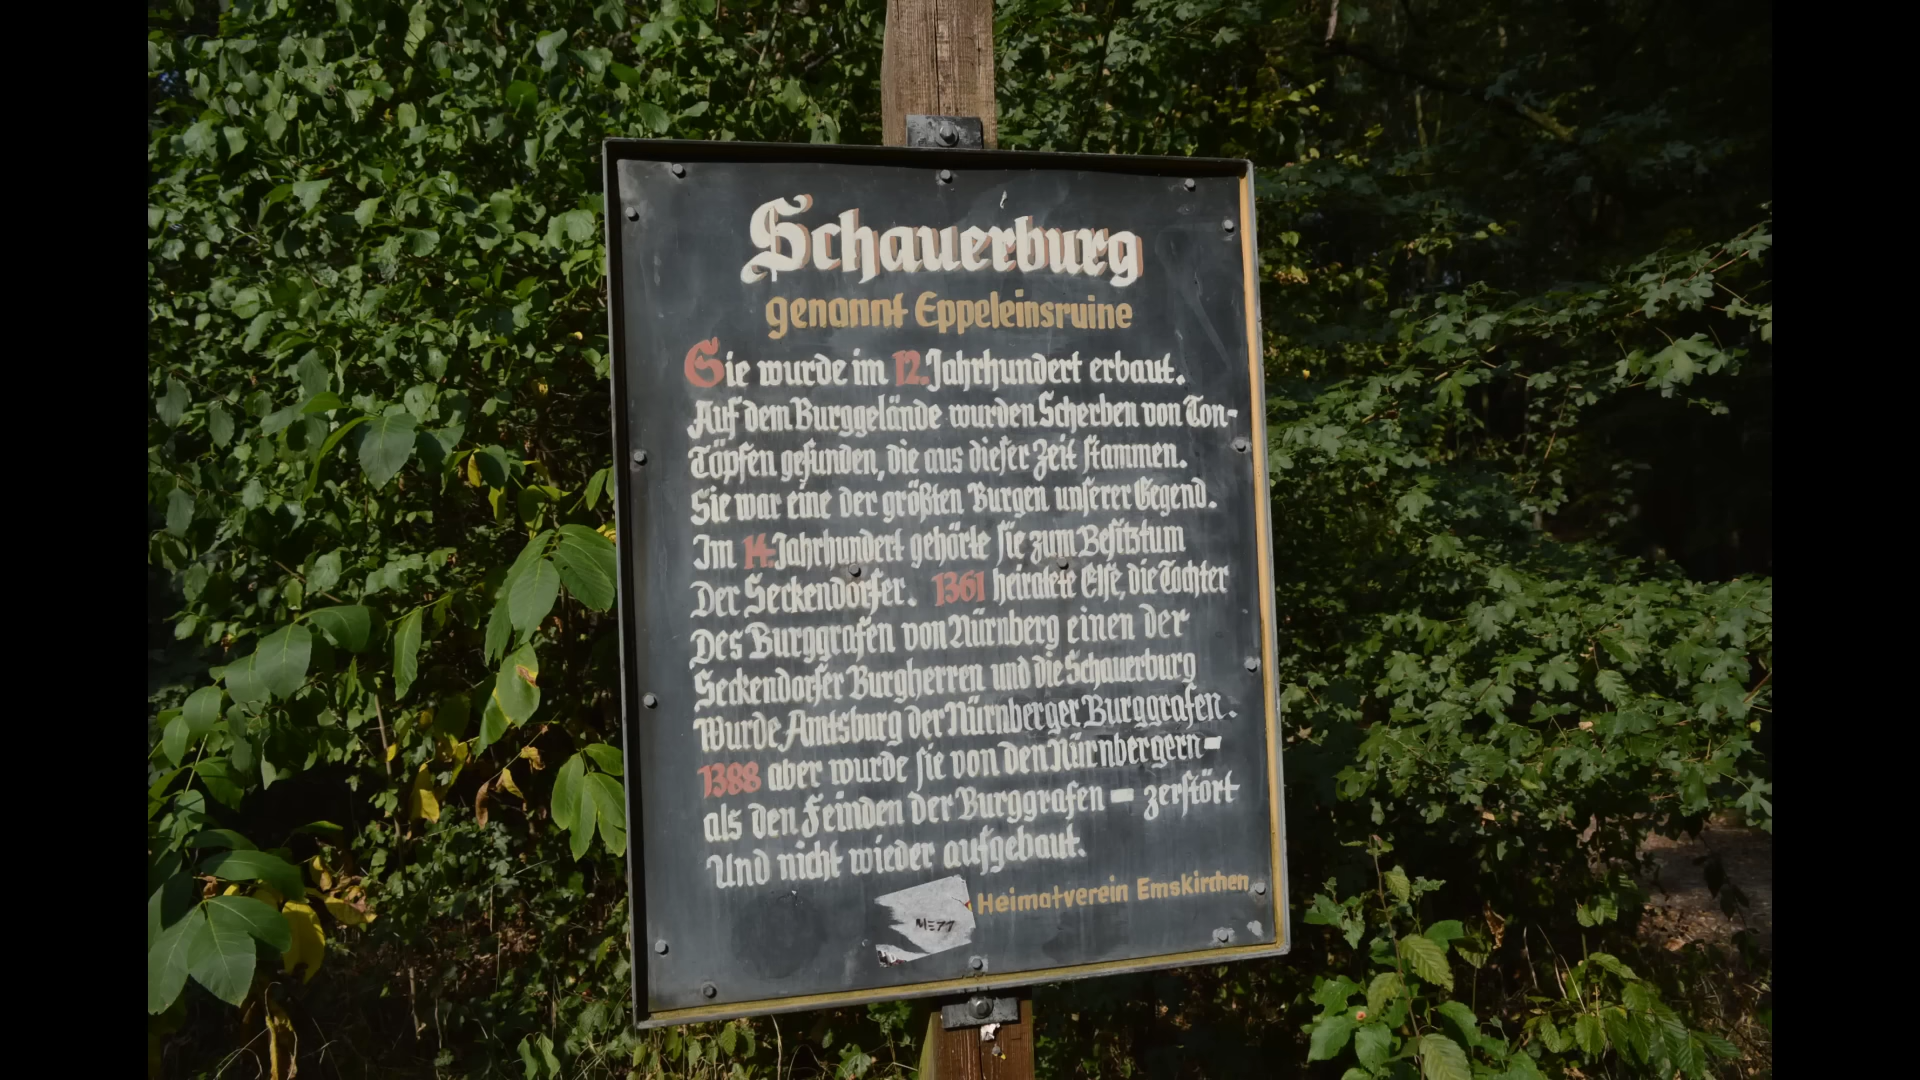 Schauerburg
genannt Eppeleinsruine
Sie wurde im 12. Jahrhundert erbaut.
Auf dem Burggelände wurden Scherben von Ton-
Töpfen gefunden, die aus dieser Zeit stammen.
Sie war eine der größten Burgen unserer Gegend.
Im 14. Jahrhundert gehörte sie zum Besitztum
Der Seckendorfer. 1361 heiratete Else, die Tochter
Des Burggrafen von Nürnberg einen der
Seckendorfer Burgherren und die Schauerburg
Wurde Amtsburg der Nürnberger Burggrafen.
1388 aber wurde sie von den Nürnbergern-
als den Feinden der Burggrafen - zerstört
Und nicht wieder aufgebaut.
Heimatverein Emskirchen